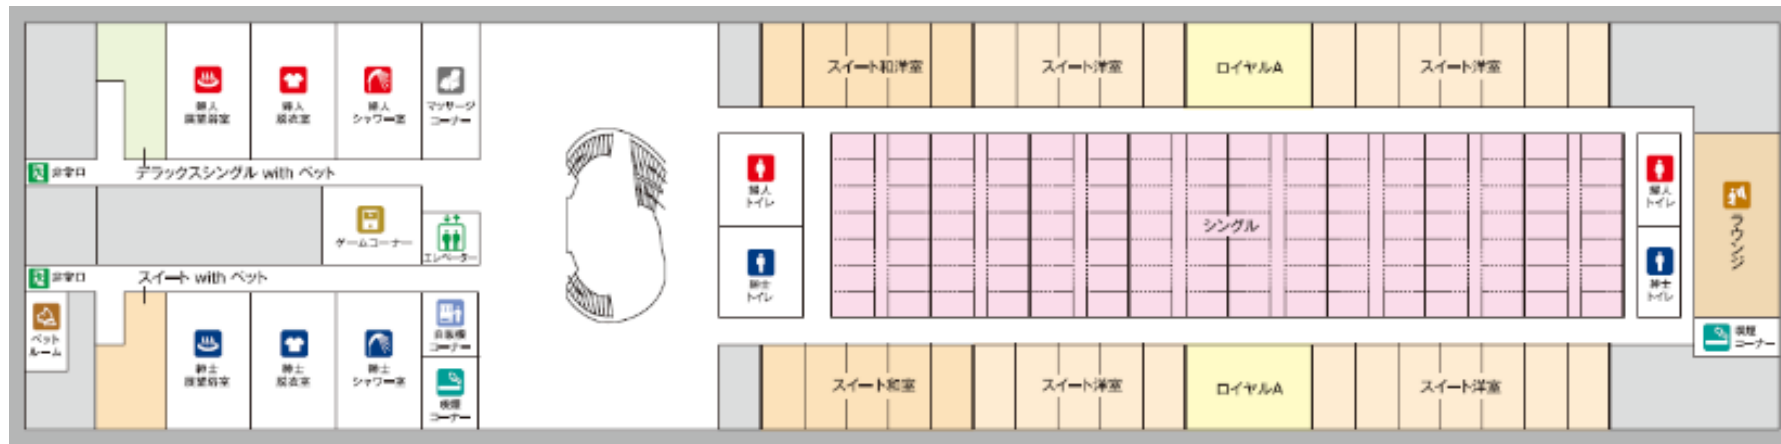 婦人
展望浴室
婦人
脱衣室
婦人
シャワー室
マッサージ
コーナー
スイート和洋室
スイート洋室
ロイヤルA
スイート洋室
非常口
デラックスシングル with ペット
ゲームコーナー
エレベーター
婦人
トイレ
紳士
トイレ
シングル
婦人
トイレ
紳士
トイレ
ラウンジ
非常口
スイート with ペット
ペット
ルーム
紳士
展望浴室
紳士
脱衣室
紳士
シャワー室
自販機
コーナー
喫煙
コーナー
スイート和室
スイート洋室
ロイヤルA
スイート洋室
喫煙
コーナー